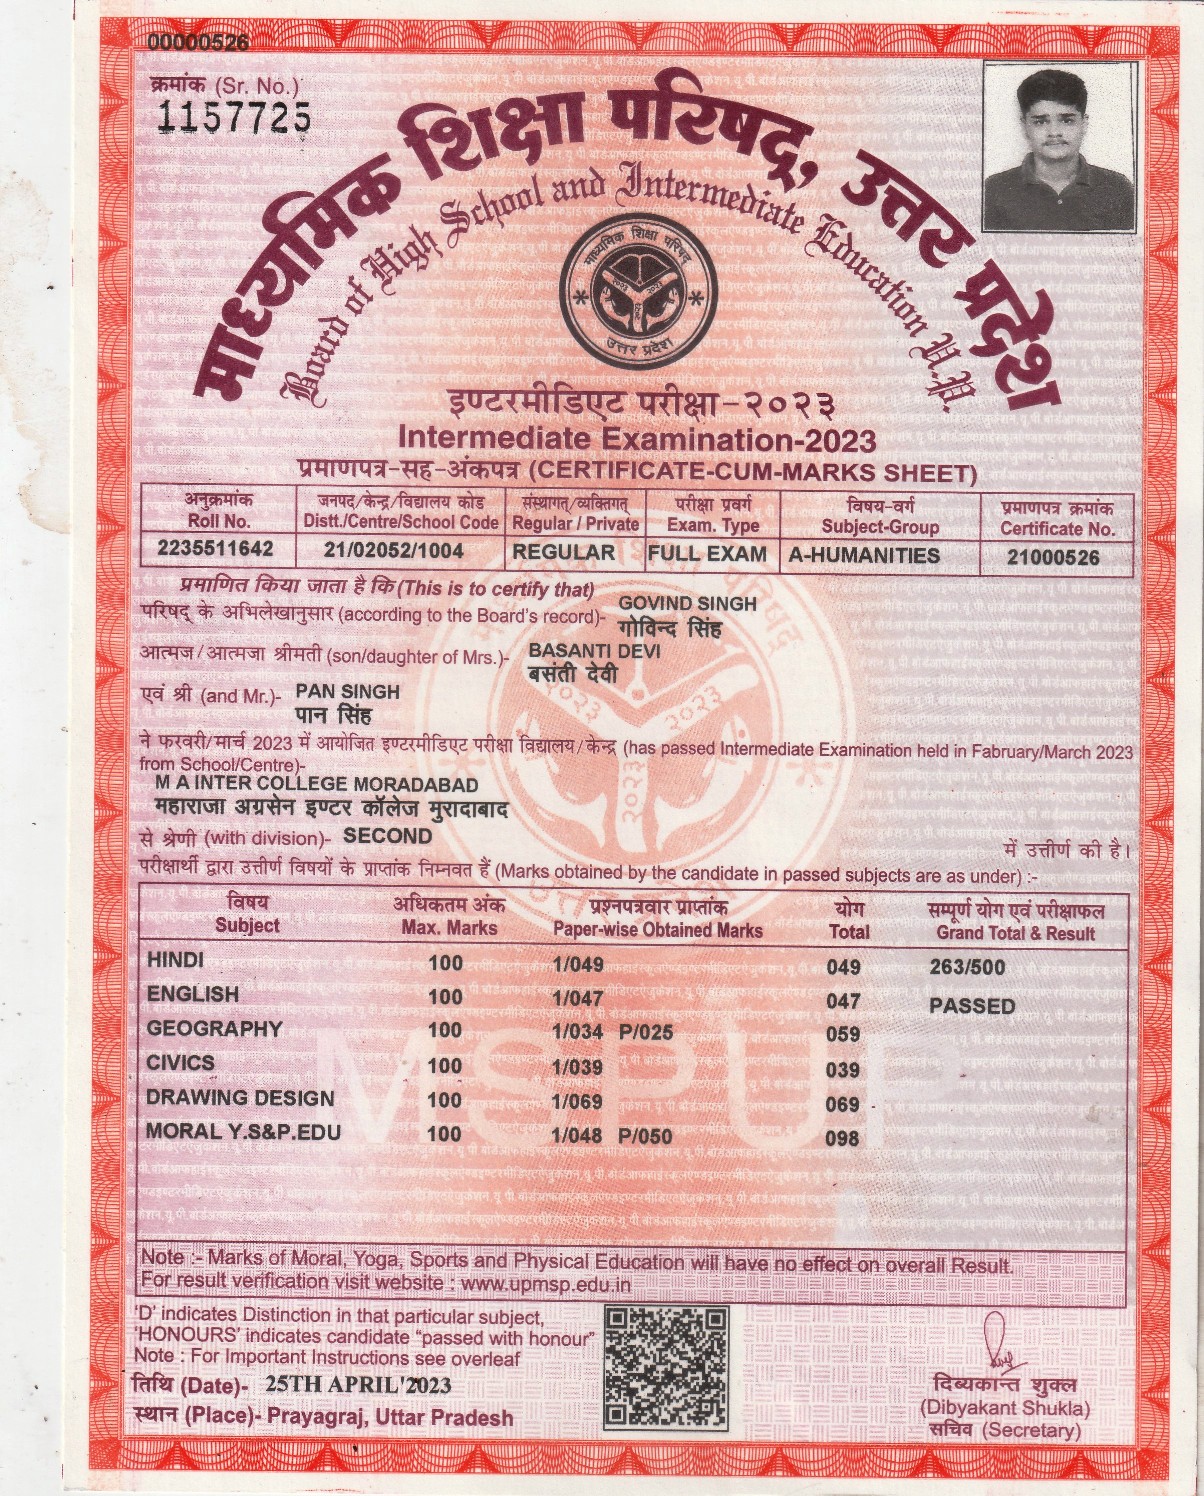 00000526
क्रमांक (Sr. No.)
1157725
माध्यमिक शिक्षा परिषद्, उत्तर प्रदेश
Board of High School and Intermediate Education U.P.
माध्यमिक शिक्षा परिषद्
२०२३ २०२३
२०२३
उत्तर प्रदेश
इण्टरमीडिएट परीक्षा-२०२३
Intermediate Examination-2023
प्रमाणपत्र-सह-अंकपत्र (CERTIFICATE-CUM-MARKS SHEET)
अनुक्रमांक जनपद/केन्द्र/विद्यालय कोड संस्थागत्/व्यक्तिगत् परीक्षा प्रवर्ग विषय-वर्ग प्रमाणपत्र क्रमांक
Roll No. Distt./Centre/School Code Regular / Private Exam. Type Subject-Group Certificate No.
2235511642 21/02052/1004 REGULAR FULL EXAM A-HUMANITIES 21000526
प्रमाणित किया जाता है कि (This is to certify that)
परिषद् के अभिलेखानुसार (according to the Board's record)- GOVIND SINGH
गोविन्द सिंह
आत्मज/आत्मजा श्रीमती (son/daughter of Mrs.)- BASANTI DEVI
बसंती देवी
एवं श्री (and Mr.)- PAN SINGH
पान सिंह
ने फरवरी/मार्च 2023 में आयोजित इण्टरमीडिएट परीक्षा विद्यालय/केन्द्र (has passed Intermediate Examination held in Fabruary/March 2023
from School/Centre)-
M A INTER COLLEGE MORADABAD
महाराजा अग्रसेन इण्टर कॉलेज मुरादाबाद
से श्रेणी (with division)- SECOND में उत्तीर्ण की है।
परीक्षार्थी द्वारा उत्तीर्ण विषयों के प्राप्तांक निम्नवत हैं (Marks obtained by the candidate in passed subjects are as under) :-
विषय अधिकतम अंक प्रश्नपत्रवार प्राप्तांक योग सम्पूर्ण योग एवं परीक्षाफल
Subject Max. Marks Paper-wise Obtained Marks Total Grand Total & Result
HINDI 100 1/049 049 263/500
ENGLISH 100 1/047 047 PASSED
GEOGRAPHY 100 1/034 P/025 059
CIVICS 100 1/039 039
DRAWING DESIGN 100 1/069 069
MORAL Y.S&P.EDU 100 1/048 P/050 098
MSPUP
Note :- Marks of Moral, Yoga, Sports and Physical Education will have no effect on overall Result.
For result verification visit website : www.upmsp.edu.in
'D' indicates Distinction in that particular subject,
'HONOURS' indicates candidate "passed with honour"
Note : For Important Instructions see overleaf
तिथि (Date)- 25TH APRIL'2023
स्थान (Place)- Prayagraj, Uttar Pradesh
दिब्यकान्त शुक्ल
(Dibyakant Shukla)
सचिव (Secretary)